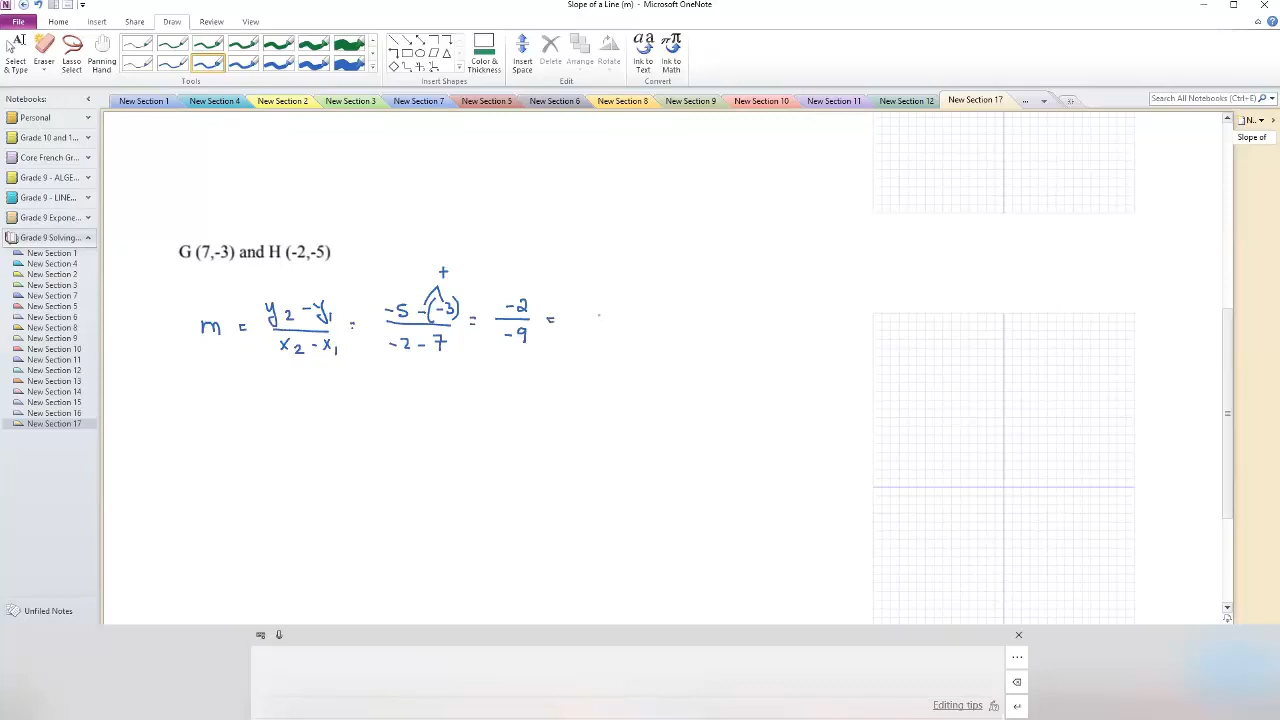 Slope of a Line (m) - Microsoft OneNote
File Home Insert Share Draw Review View
Select & Type Eraser Lasso Select Panning Hand Color & Thickness Insert Space Delete Arrange Rotate Ink to Text Ink to Math
Tools Insert Shapes Edit Convert
Notebooks: New Section 1 New Section 4 New Section 2 New Section 3 New Section 7 New Section 5 New Section 6 New Section 8 New Section 9 New Section 10 New Section 11 New Section 12 New Section 17 ... Search All Notebooks (Ctrl+E)
Personal N..
Grade 10 and 1... Slope of
Core French Gr...
Grade 9 - ALGE...
Grade 9 - LINE...
Grade 9 Expone...
Grade 9 Solving...
New Section 1
New Section 4
New Section 2
New Section 3
New Section 7
New Section 5
New Section 6
New Section 8
New Section 9
New Section 10
New Section 11
New Section 12
New Section 13
New Section 14
New Section 15
New Section 16
New Section 17
Unfiled Notes
G (7,-3) and H (-2,-5)
+
m = y₂ - y₁ / x₂ - x₁ = -5 - (-3) / -2 - 7 = -2 / -9 =
Editing tips